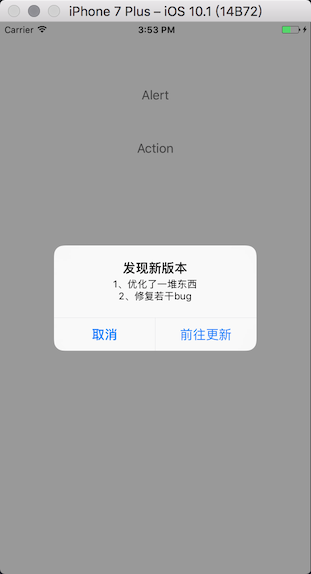 iPhone 7 Plus – iOS 10.1 (14B72)
Carrier 3:53 PM
Alert
Action
发现新版本
1、优化了一堆东西
2、修复若干bug
取消 前往更新